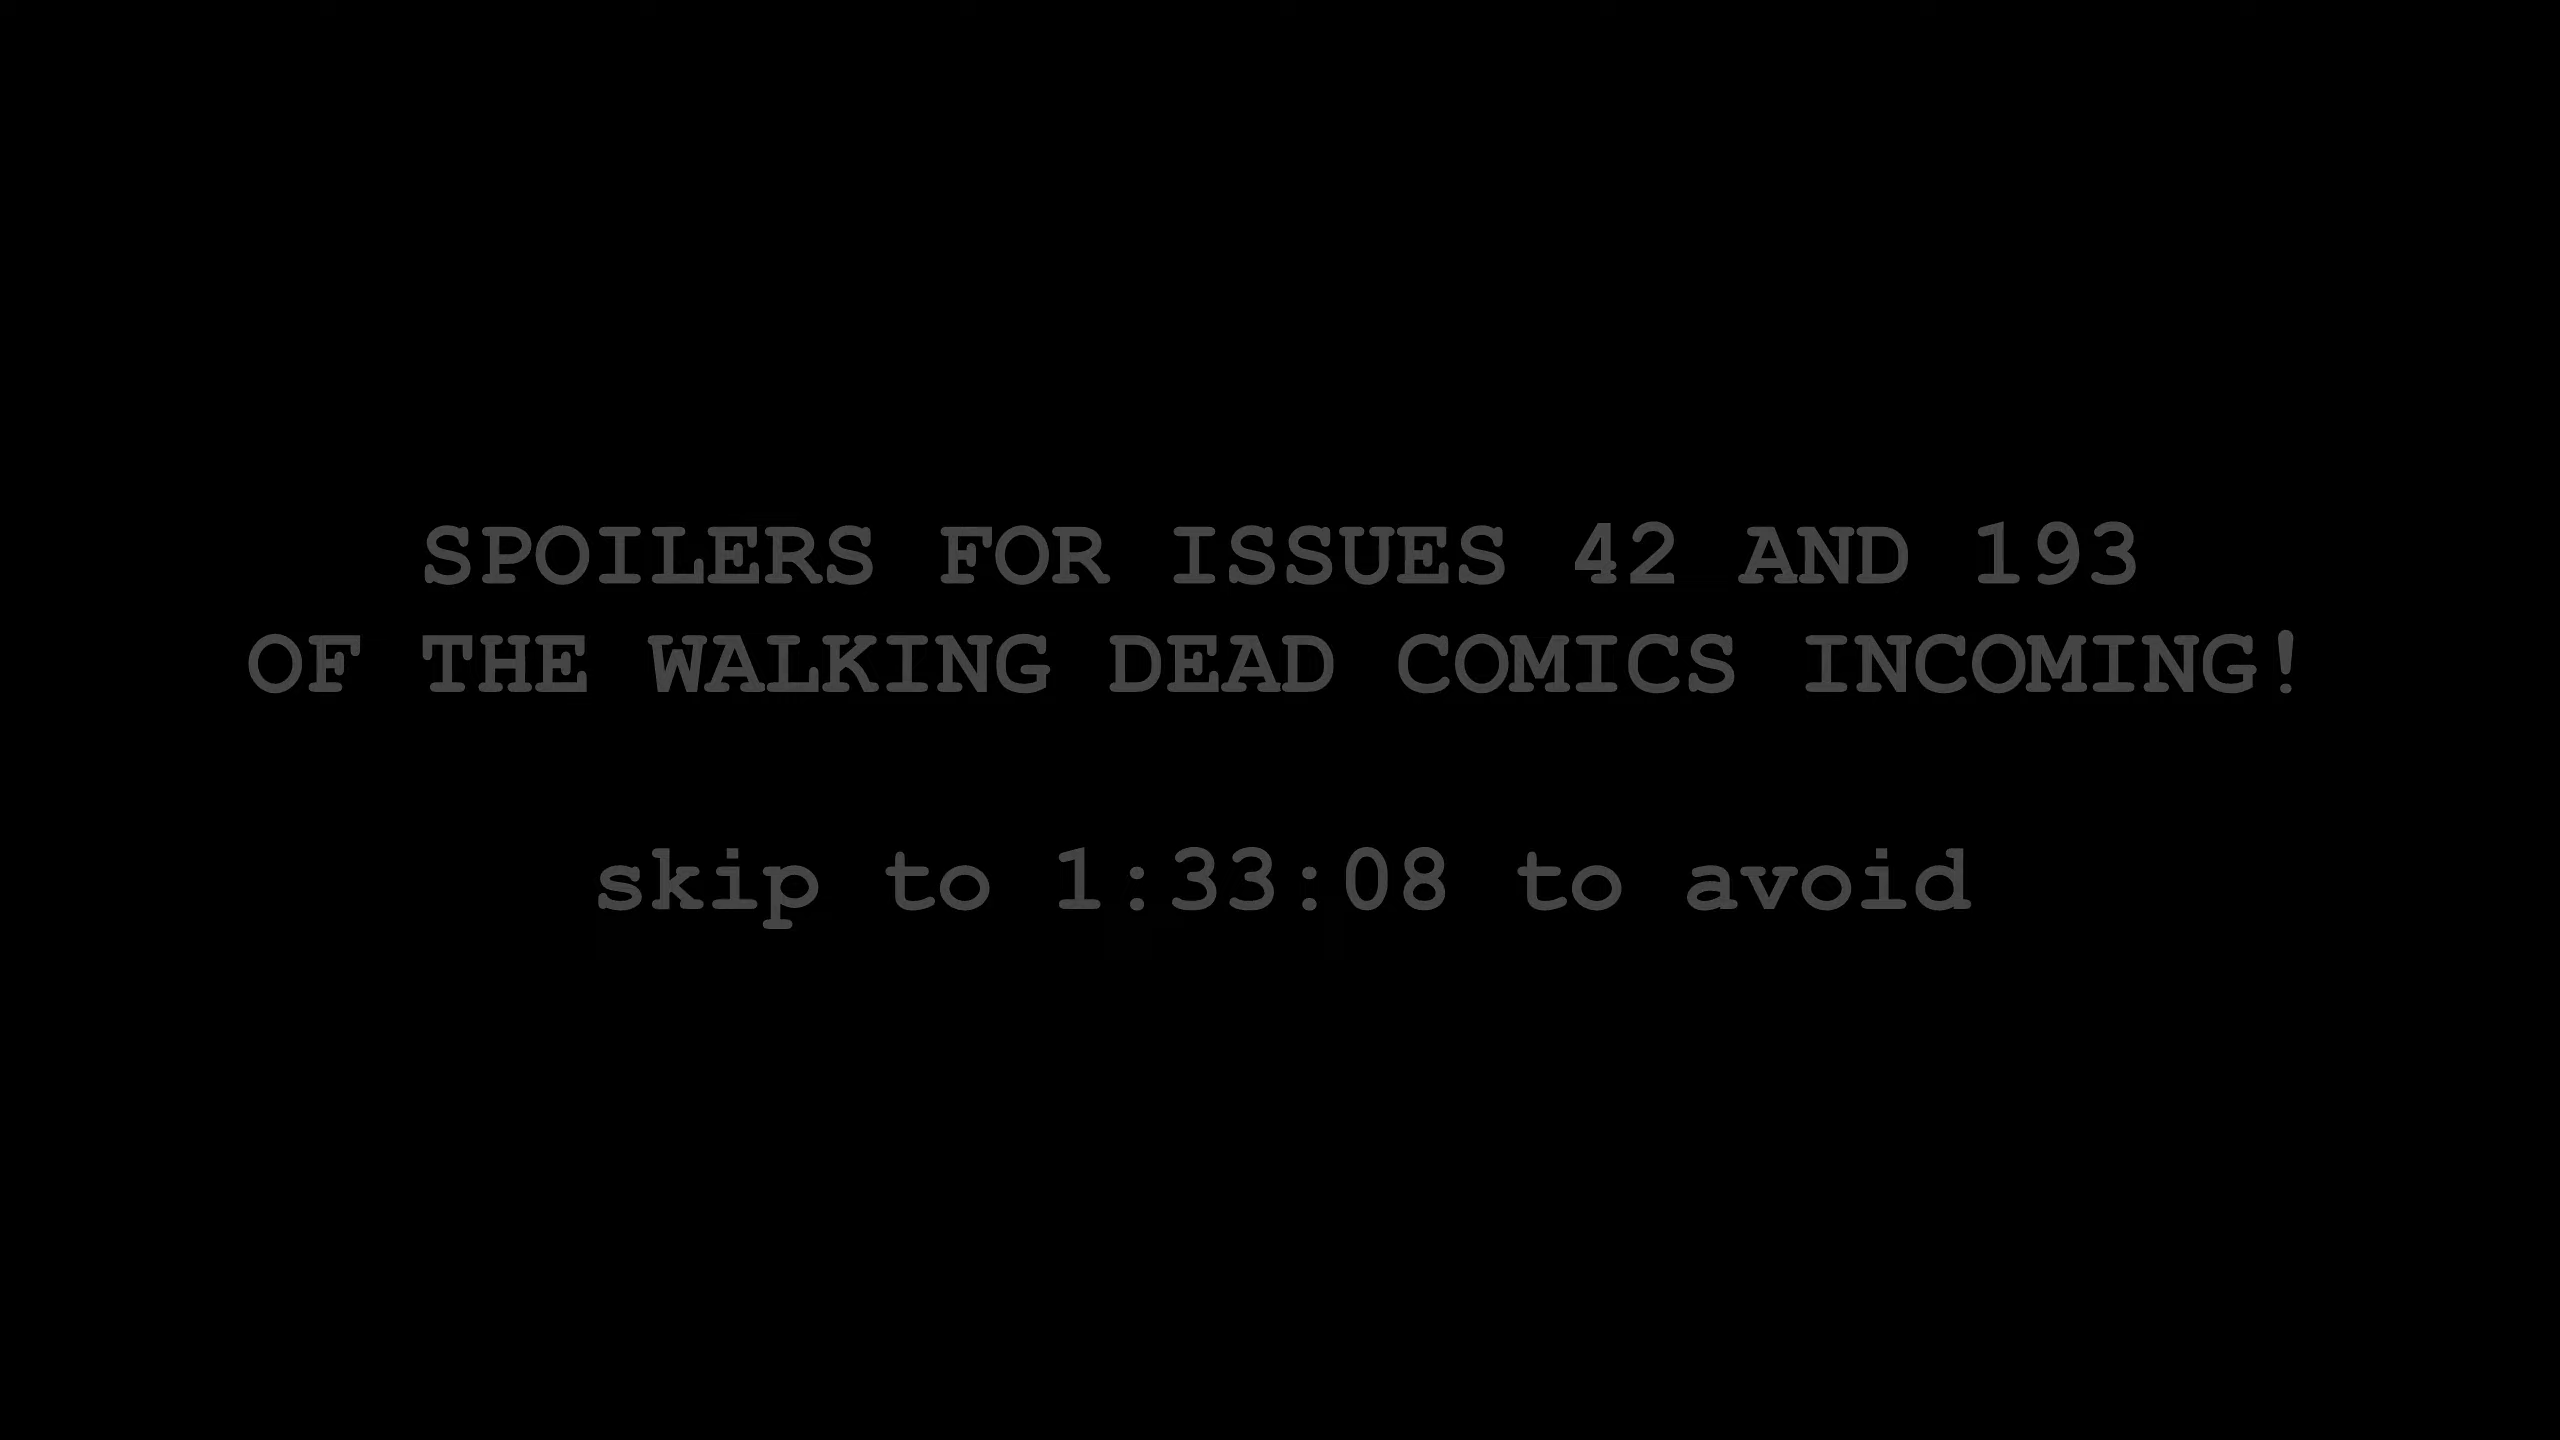 SPOILERS FOR ISSUES 42 AND 193
OF THE WALKING DEAD COMICS INCOMING!
skip to 1:33:08 to avoid